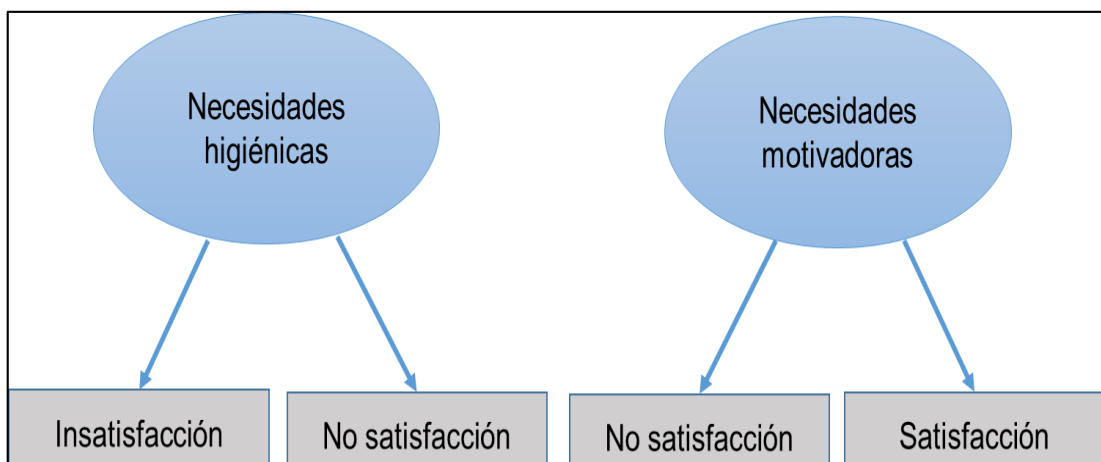 Necesidades
higiénicas
Necesidades
motivadoras
Insatisfacción
No satisfacción
No satisfacción
Satisfacción